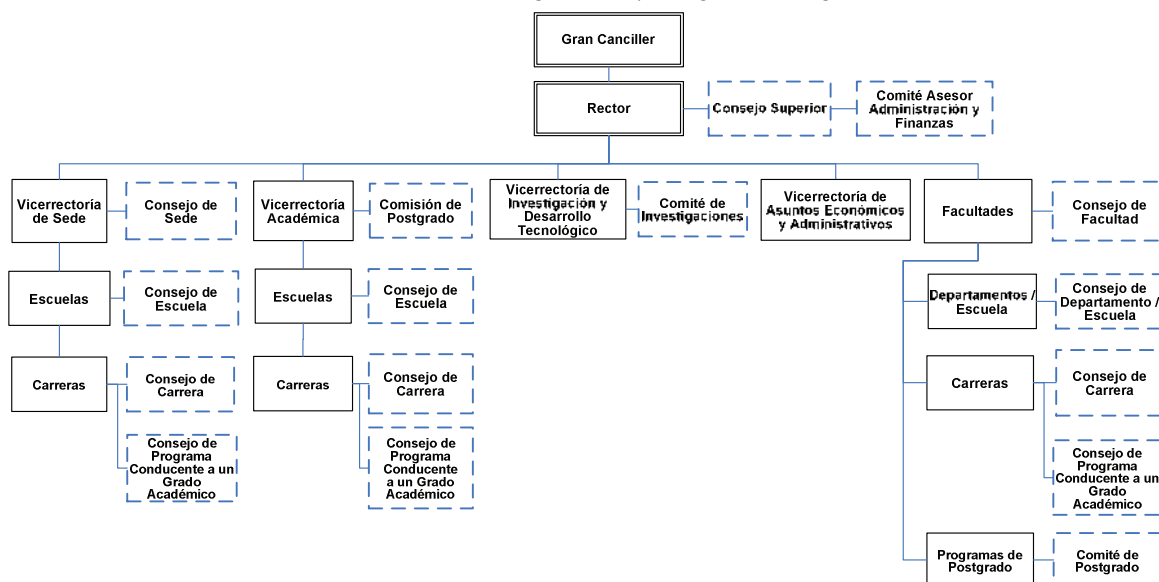 Gran Canciller
Rector
Consejo Superior
Comité Asesor
Administración y
Finanzas
Vicerrectoría
de Sede
Consejo de
Sede
Vicerrectoría
Académica
Comisión de
Postgrado
Vicerrectoría de
Investigación y
Desarrollo
Tecnológico
Comité de
Investigaciones
Vicerrectoría de
Asuntos Económicos
y Administrativos
Facultades
Consejo de
Facultad
Escuelas
Consejo de
Escuela
Escuelas
Consejo de
Escuela
Departamentos /
Escuela
Consejo de
Departamento /
Escuela
Carreras
Consejo de
Carrera
Carreras
Consejo de
Carrera
Carreras
Consejo de
Carrera
Consejo de
Programa
Conducente a un
Grado
Académico
Consejo de
Programa
Conducente
a un Grado
Académico
Consejo de
Programa
Conducente a un
Grado
Académico
Programas de
Postgrado
Comité de
Postgrado